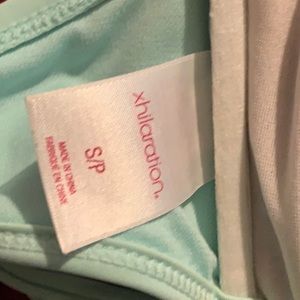 xhilaration.
S/P
MADE IN CHINA
FABRIQUÉ EN CHINE